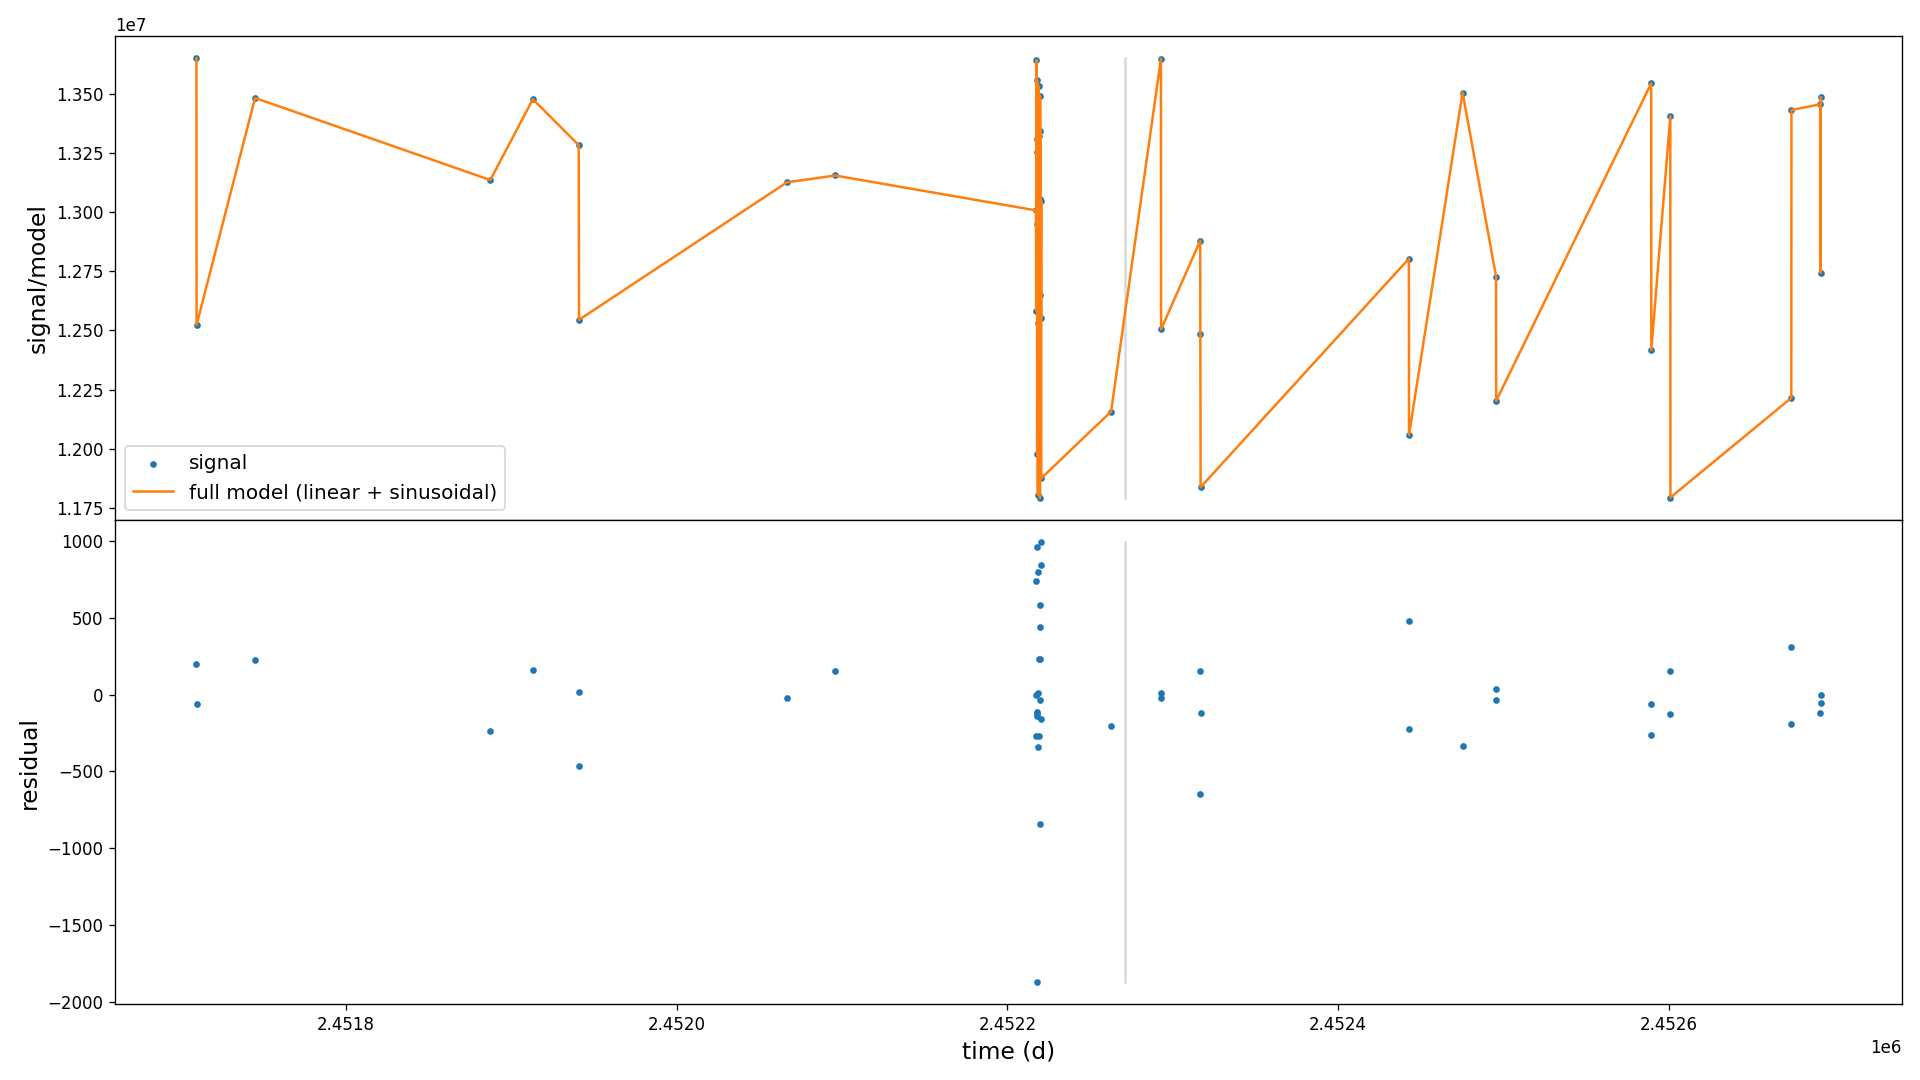 1e7
1.350
1.325
1.300
1.275
1.250
1.225
1.200
1.175
signal/model
signal
full model (linear + sinusoidal)
1000
500
0
−500
−1000
−1500
−2000
residual
2.4518
2.4520
2.4522
2.4524
2.4526
time (d)
1e6